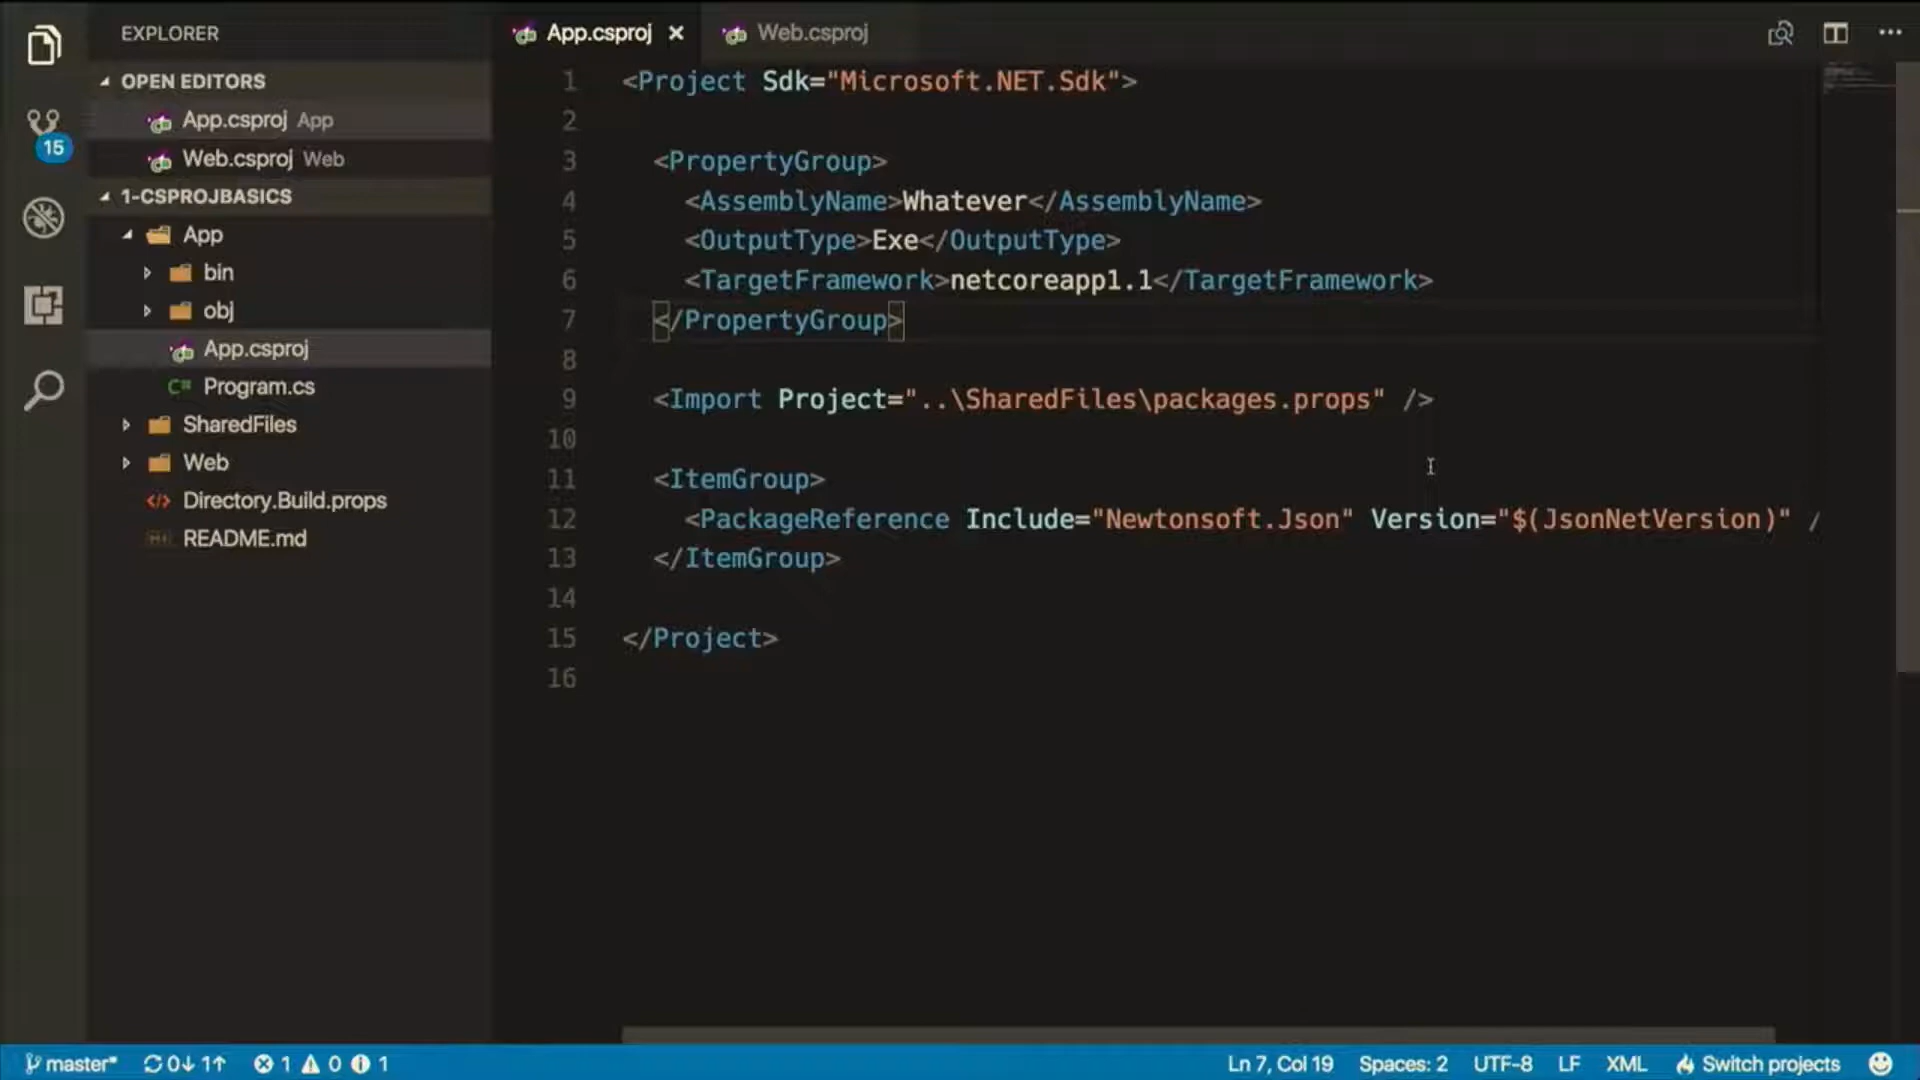 EXPLORER
OPEN EDITORS
App.csproj App
Web.csproj Web
1-CSPROJBASICS
App
bin
obj
App.csproj
C# Program.cs
SharedFiles
Web
Directory.Build.props
README.md
15
App.csproj
Web.csproj
1 <Project Sdk="Microsoft.NET.Sdk">
2
3 <PropertyGroup>
4 <AssemblyName>Whatever</AssemblyName>
5 <OutputType>Exe</OutputType>
6 <TargetFramework>netcoreapp1.1</TargetFramework>
7 </PropertyGroup>
8
9 <Import Project="..\SharedFiles\packages.props" />
10
11 <ItemGroup>
12 <PackageReference Include="Newtonsoft.Json" Version="$(JsonNetVersion)" /
13 </ItemGroup>
14
15 </Project>
16
master* 0↓ 1↑ 1 0 1 Ln 7, Col 19 Spaces: 2 UTF-8 LF XML Switch projects